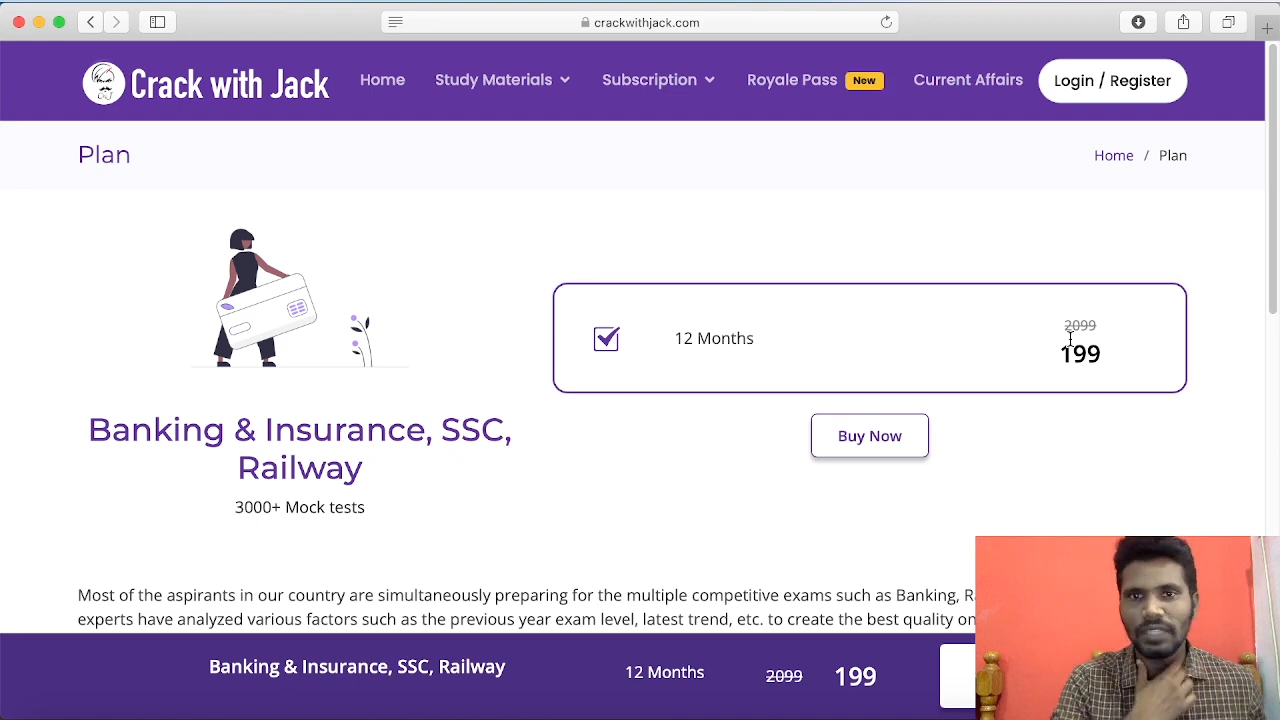 crackwithjack.com
Crack with Jack
Home
Study Materials
Subscription
Royale Pass New
Current Affairs
Login / Register
Plan
Home / Plan
12 Months
2099
199
Buy Now
Banking & Insurance, SSC,
Railway
3000+ Mock tests
Most of the aspirants in our country are simultaneously preparing for the multiple competitive exams such as Banking,
experts have analyzed various factors such as the previous year exam level, latest trend, etc. to create the best quality
Banking & Insurance, SSC, Railway
12 Months
2099
199